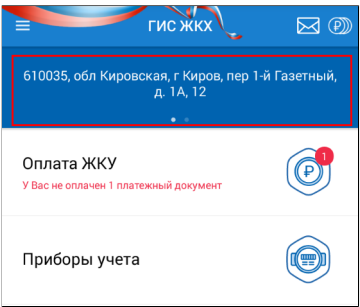 ГИС ЖКХ
610035, обл Кировская, г Киров, пер 1-й Газетный,
д. 1А, 12
Оплата ЖКУ
1
У Вас не оплачен 1 платежный документ
Приборы учета